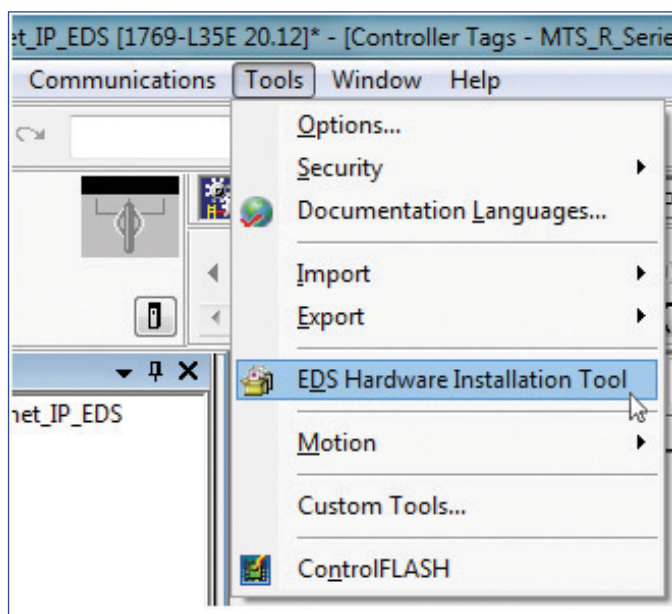 et_IP_EDS [1769-L35E 20.12]* - [Controller Tags - MTS_R_Serie
Communications Tools Window Help
Options...
Security
Documentation Languages...
Import
Export
EDS Hardware Installation Tool
net_IP_EDS
Motion
Custom Tools...
ControlFLASH